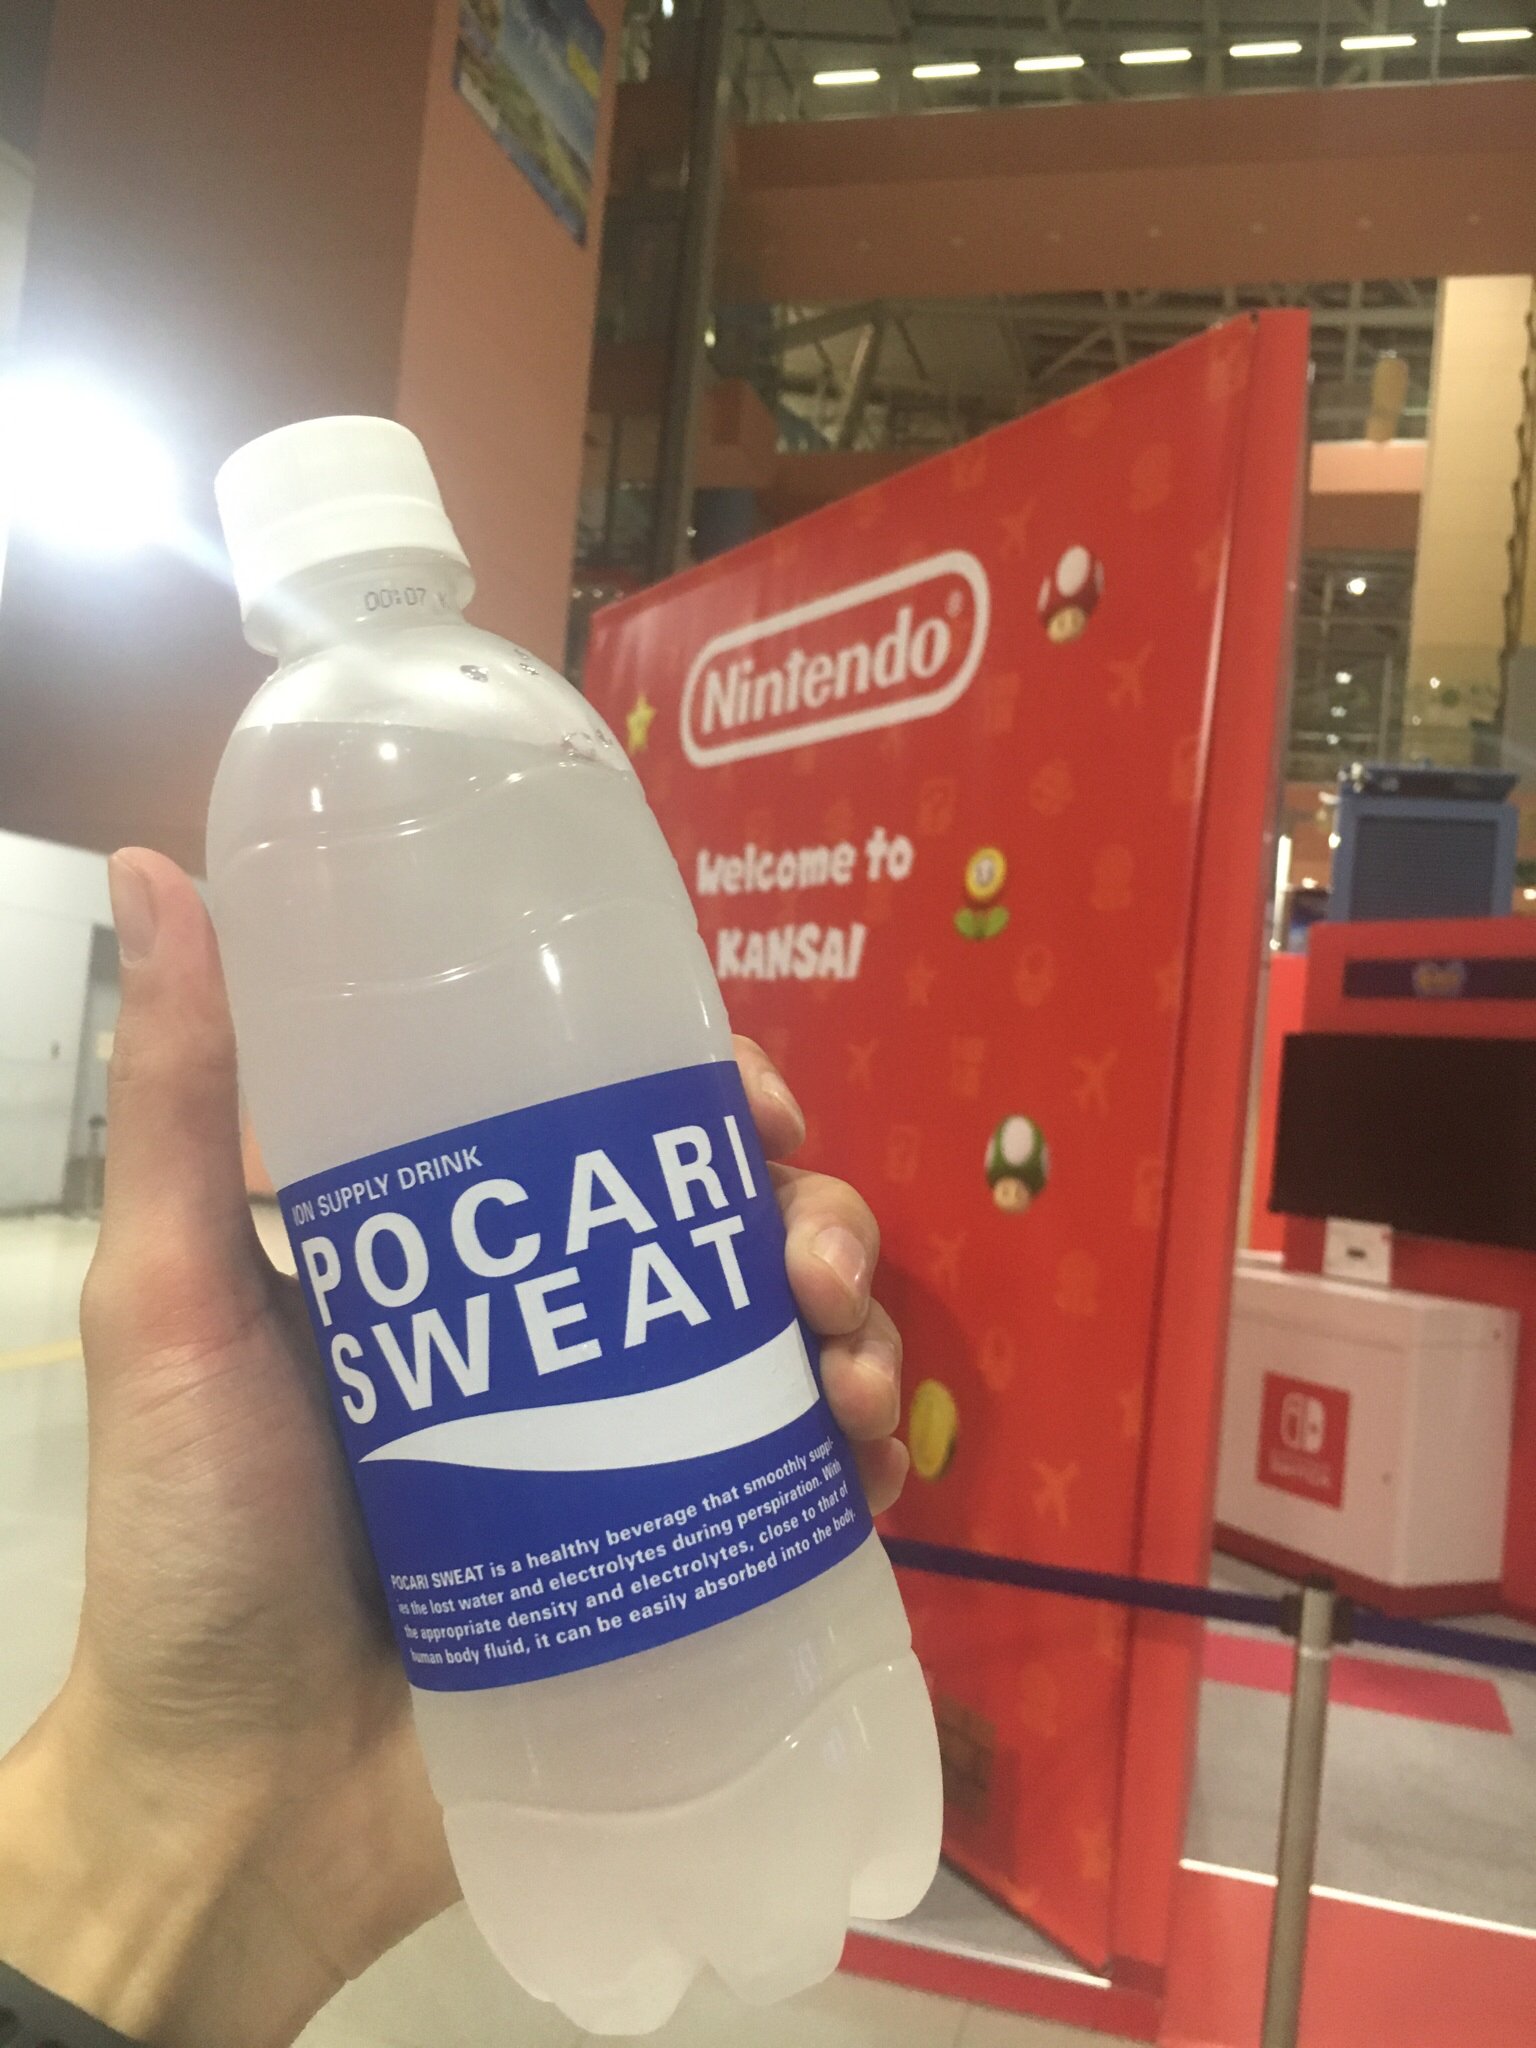 00:07
ION SUPPLY DRINK
POCARI
SWEAT
POCARI SWEAT is a healthy beverage that smoothly suppl-
ies the lost water and electrolytes during perspiration. With
the appropriate density and electrolytes, close to that of
human body fluid, it can be easily absorbed into the body.
Nintendo®
Welcome to
KANSAI